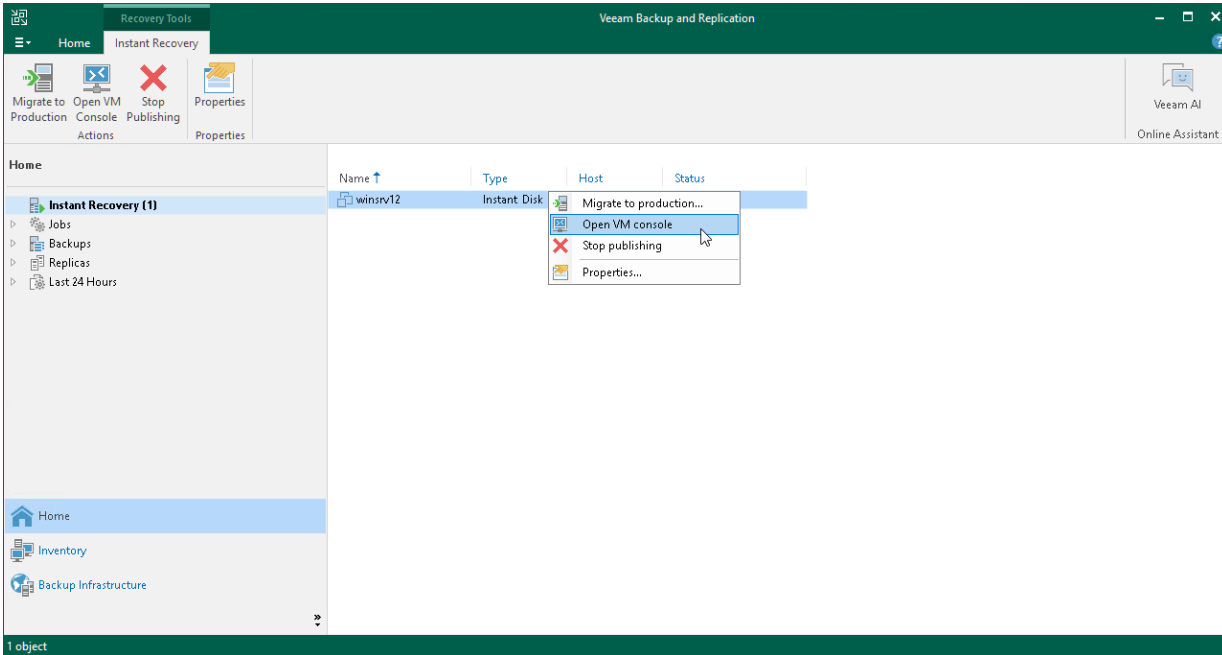 Recovery Tools
Veeam Backup and Replication
Home
Instant Recovery
Migrate to Production
Open VM Console
Stop Publishing
Actions
Properties
Properties
Veeam AI
Online Assistant
Home
Instant Recovery (1)
Jobs
Backups
Replicas
Last 24 Hours
Home
Inventory
Backup Infrastructure
Name Type Host Status
winsrv12 Instant Disk
Migrate to production...
Open VM console
Stop publishing
Properties...
1 object